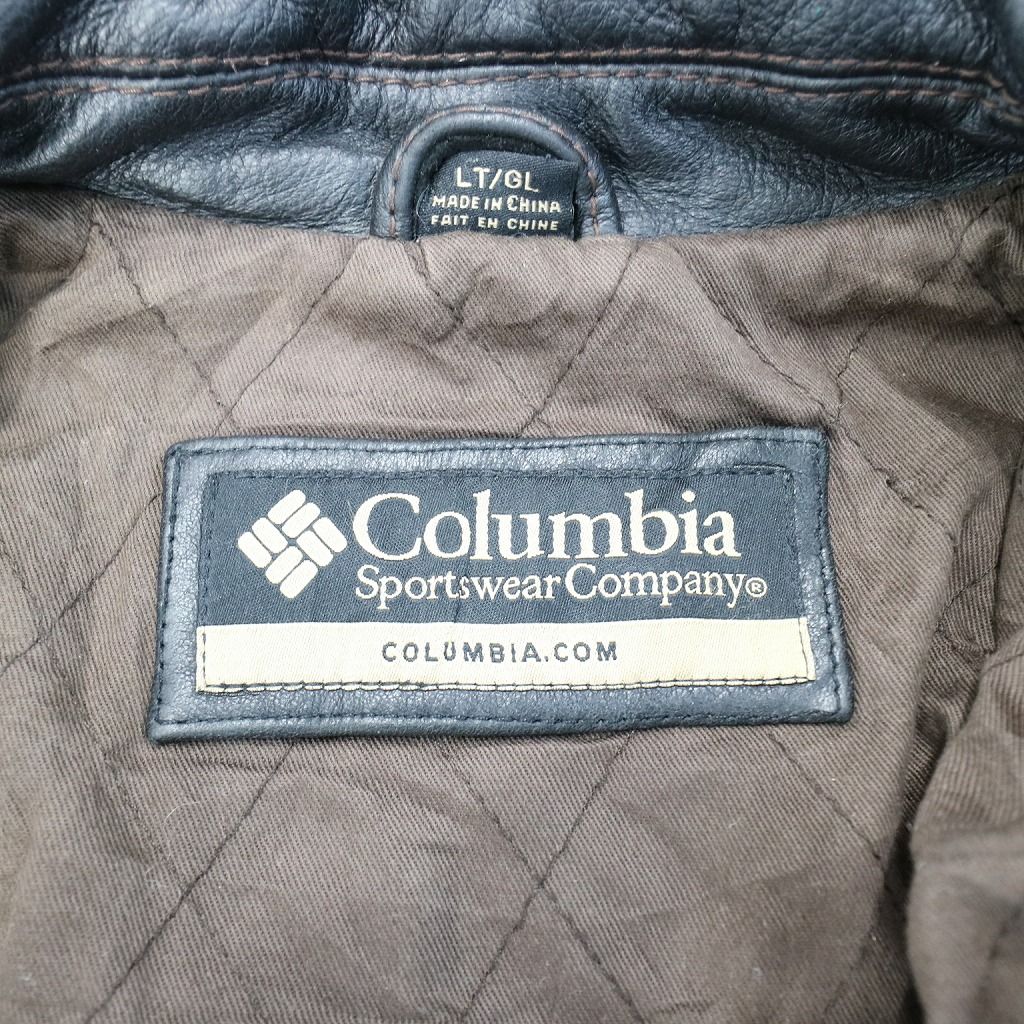 LT/GL
MADE IN CHINA
FAIT EN CHINE
Columbia
Sportswear Company®
COLUMBIA.COM